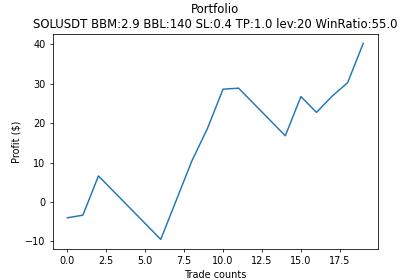 Portfolio
SOLUSDT BBM:2.9 BBL:140 SL:0.4 TP:1.0 lev:20 WinRatio:55.0
40
30
20
10
0
−10
Profit ($)
0.0 2.5 5.0 7.5 10.0 12.5 15.0 17.5
Trade counts